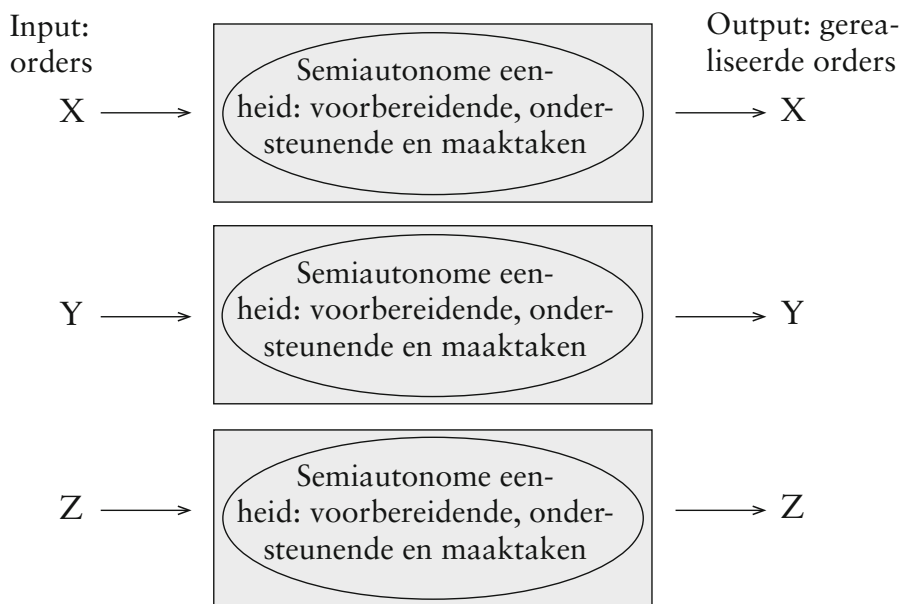 Input:
orders
Output: gerea-
liseerde orders
X
Semiautonome een-
heid: voorbereidende, onder-
steunende en maaktaken
X
Y
Semiautonome een-
heid: voorbereidende, onder-
steunende en maaktaken
Y
Z
Semiautonome een-
heid: voorbereidende, onder-
steunende en maaktaken
Z